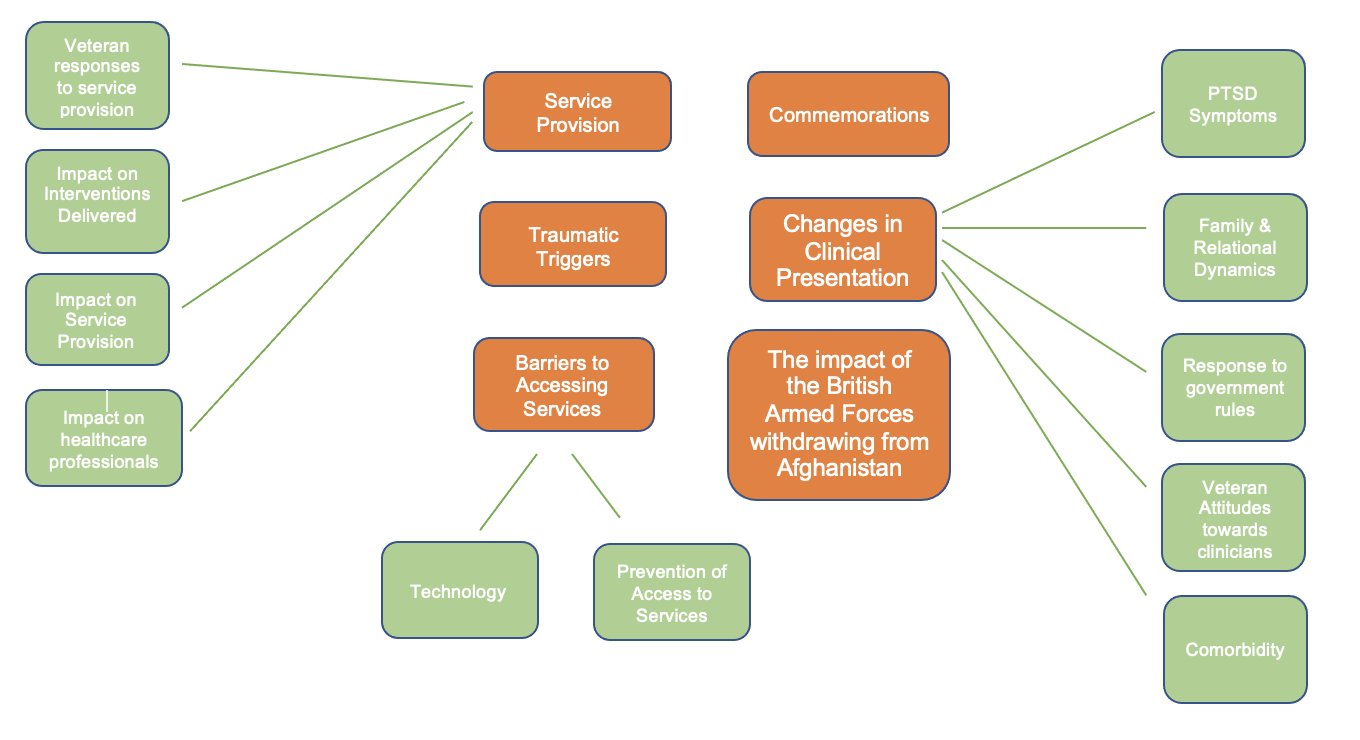 Veteran
responses
to service
provision
Impact on
Interventions
Delivered
Impact on
Service
Provision
Impact on
healthcare
professionals
Service
Provision
Traumatic
Triggers
Barriers to
Accessing
Services
Technology
Prevention of
Access to
Services
Commemorations
Changes in
Clinical
Presentation
The impact of
the British
Armed Forces
withdrawing from
Afghanistan
PTSD
Symptoms
Family &
Relational
Dynamics
Response to
government
rules
Veteran
Attitudes
towards
clinicians
Comorbidity